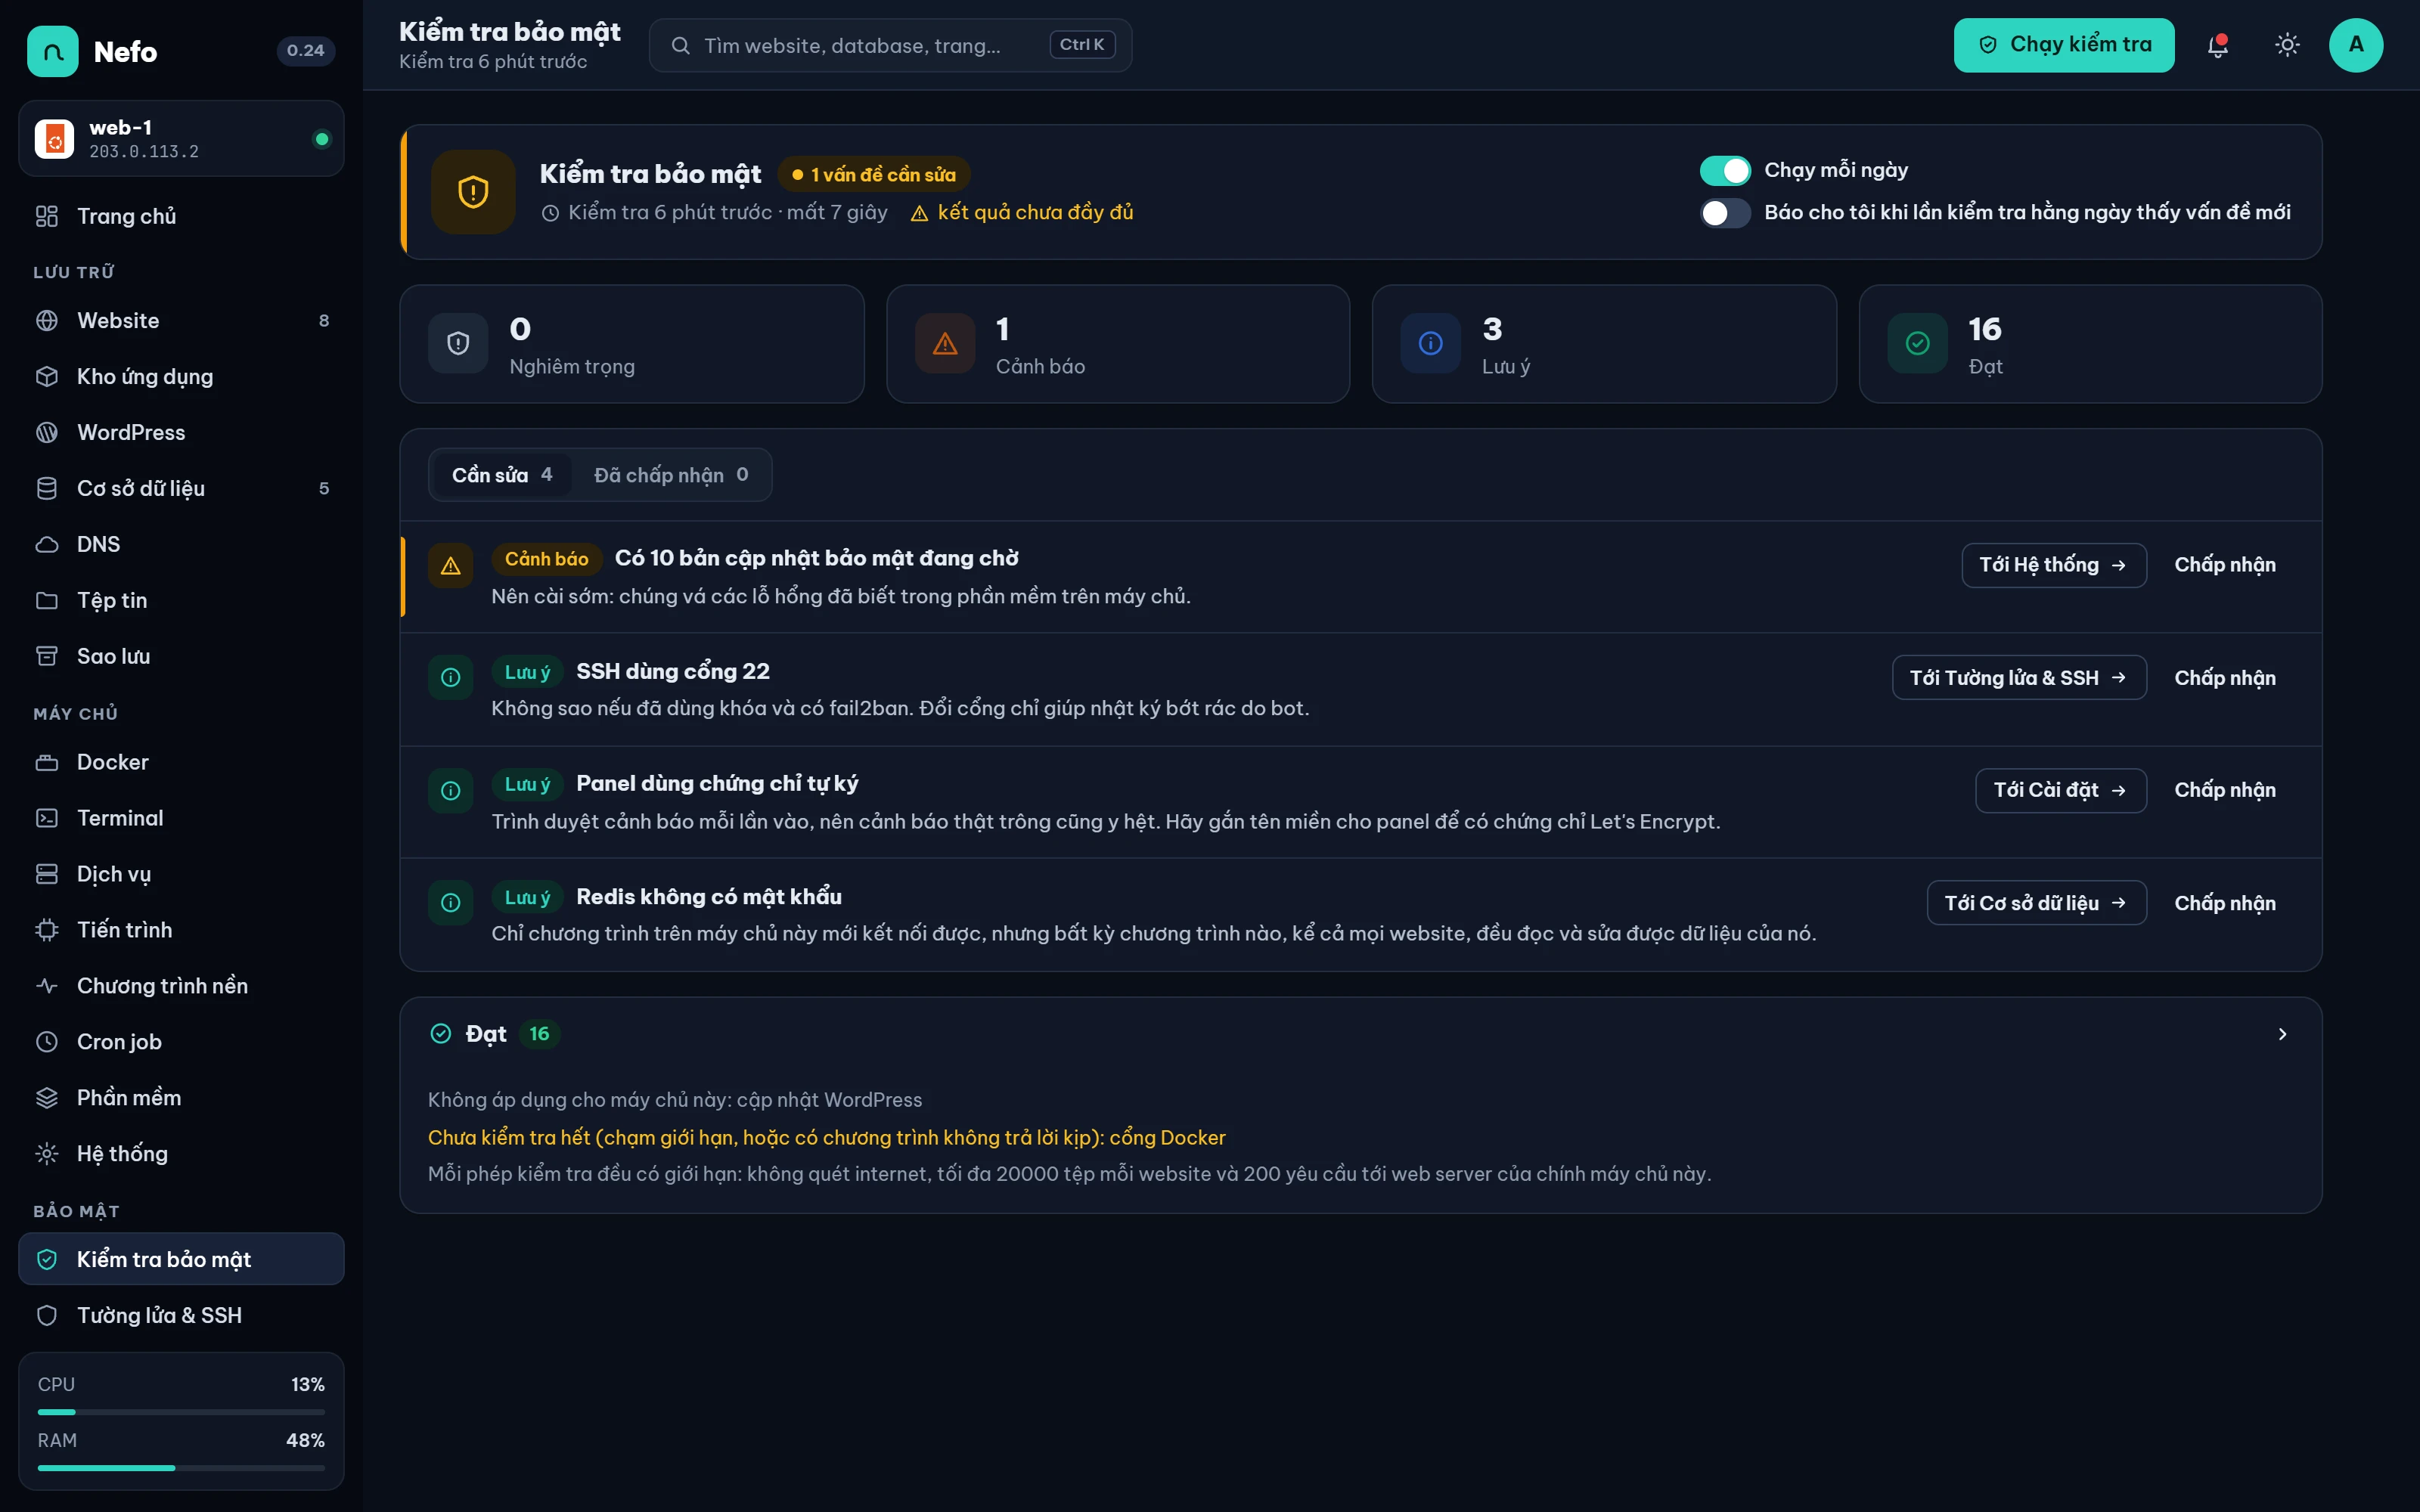 Nefo
0.24
web-1
203.0.113.2
Trang chủ
LƯU TRỮ
Website 8
Kho ứng dụng
WordPress
Cơ sở dữ liệu 5
DNS
Tệp tin
Sao lưu
MÁY CHỦ
Docker
Terminal
Dịch vụ
Tiến trình
Chương trình nền
Cron job
Phần mềm
Hệ thống
BẢO MẬT
Kiểm tra bảo mật
Tường lửa & SSH
CPU 13%
RAM 48%
Kiểm tra bảo mật
Kiểm tra 6 phút trước
Tìm website, database, trang...
Ctrl K
Chạy kiểm tra
A
Kiểm tra bảo mật
1 vấn đề cần sửa
Kiểm tra 6 phút trước · mất 7 giây
kết quả chưa đầy đủ
Chạy mỗi ngày
Báo cho tôi khi lần kiểm tra hằng ngày thấy vấn đề mới
0
Nghiêm trọng
1
Cảnh báo
3
Lưu ý
16
Đạt
Cần sửa 4
Đã chấp nhận 0
Cảnh báo Có 10 bản cập nhật bảo mật đang chờ
Nên cài sớm: chúng vá các lỗ hổng đã biết trong phần mềm trên máy chủ.
Tới Hệ thống → Chấp nhận
Lưu ý SSH dùng cổng 22
Không sao nếu đã dùng khóa và có fail2ban. Đổi cổng chỉ giúp nhật ký bớt rác do bot.
Tới Tường lửa & SSH → Chấp nhận
Lưu ý Panel dùng chứng chỉ tự ký
Trình duyệt cảnh báo mỗi lần vào, nên cảnh báo thật trông cũng y hệt. Hãy gắn tên miền cho panel để có chứng chỉ Let's Encrypt.
Tới Cài đặt → Chấp nhận
Lưu ý Redis không có mật khẩu
Chỉ chương trình trên máy chủ này mới kết nối được, nhưng bất kỳ chương trình nào, kể cả mọi website, đều đọc và sửa được dữ liệu của nó.
Tới Cơ sở dữ liệu → Chấp nhận
Đạt 16
Không áp dụng cho máy chủ này: cập nhật WordPress
Chưa kiểm tra hết (chạm giới hạn, hoặc có chương trình không trả lời kịp): cổng Docker
Mỗi phép kiểm tra đều có giới hạn: không quét internet, tối đa 20000 tệp mỗi website và 200 yêu cầu tới web server của chính máy chủ này.